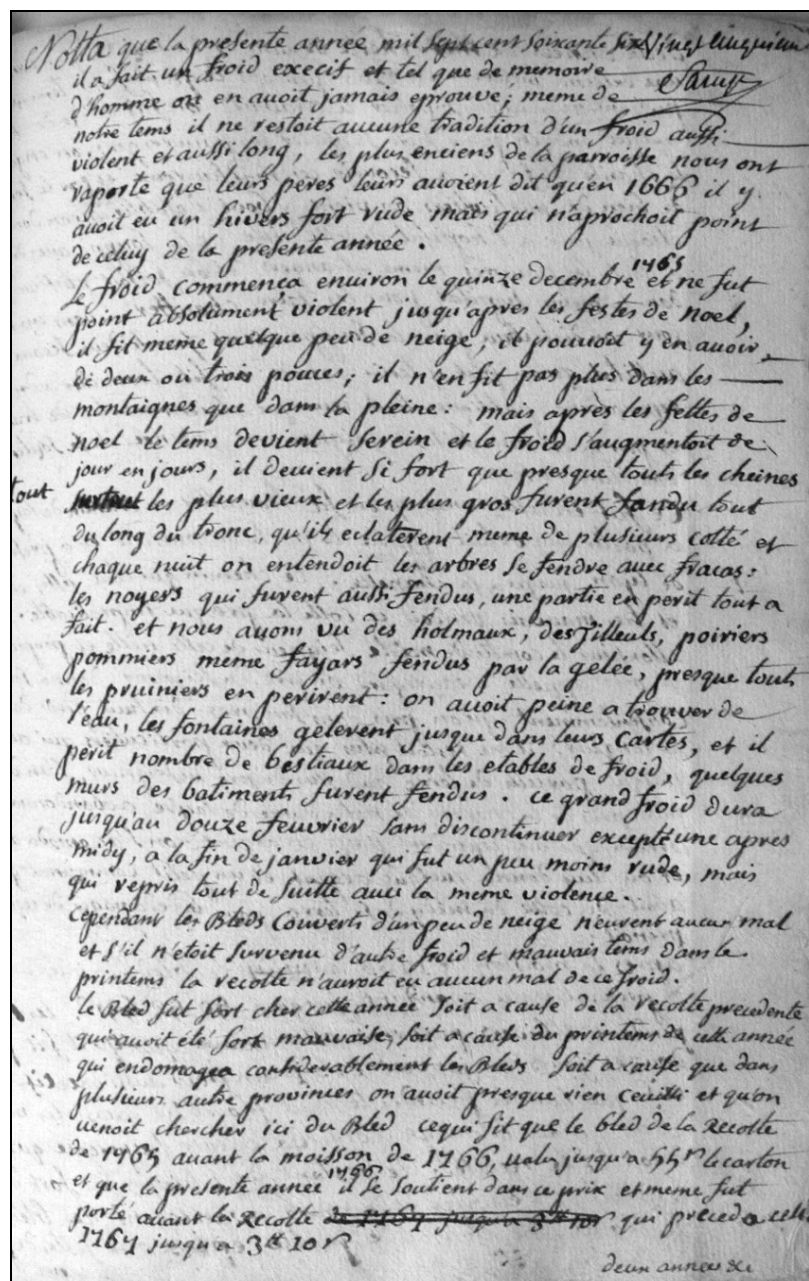 Notta que la presente année mil sept cent soixante six Vingt cinquieme
il a fait un froid execif et tel que de memoire
d'homme on en avoit jamais eprouvé; meme de
notre tems il ne restoit aucune tradition d'un froid aussi
violent et aussi long, les plus enciens de la parroisse nous ont
raporté que leurs peres leurs avoient dit qu'en 1666 il y
avoit eu un hivers fort rude mais qui n'aprochoit point
de celuy de la presente année.
Le froid commença environ le quinze decembre 1765 et ne fut
point absolument violent jusqu'apres les festes de noel,
il fit meme quelque peu de neige, il pouvoit y en avoir
de deux ou trois pouces; il n'en fit pas plus dans les
montaignes que dans la pleine: mais après les festes de
noel le tems devient serein et le froid s'augmentoit de
jour en jours, il devient si fort que presque touts les cheines
tout les plus vieux et les plus gros furent fandu tout
du long du tronc, qu'ils eclaterent meme de plusieurs cotté et
chaque nuit on entendoit les arbres se fendre avec fracas:
les noyers qui furent aussi fendus, une partie en perit tout a
fait. et nous avons vu des holmaux, des Tilleuls, poiriers
pommiers meme fayars fendus par la gelée, presque touts
les pruiniers en perirent: on avoit peine a trouver de
l'eau, les fontaines gelerent jusque dans leurs cartes, et il
perit nombre de bestiaux dans les etables de froid, quelques
murs des batiments furent fendus. ce grand froid dura
jusqu'au douze feuvrier sans discontinuer excepté une apres
midy, a la fin de janvier qui fut un peu moins rude, mais
qui repris tout de suitte avec la meme violence.
Cependant les Bleds couverts d'un peu de neige n'eurent aucun mal
et s'il n'etoit survenu d'autre froid et mauvais tems dans le
printems la recolte n'auroit eu aucun mal de ce froid.
le Bled fut fort cher cette année soit a cause de la recolte precedente
qui avoit été fort mauvaise, soit a cause du printems de cette année
qui endomagea considerablement les Bleds soit a cause que dans
plusieurs autre provinces on avoit presque rien ceuilli et qu'on
venoit chercher ici du Bled ce qui fit que le bled de la Recolte
de 1765 avant la moisson de 1766, valu jusqu'a 55 s le carton
et que la presente année 1766 il se soutient dans ce prix et meme fut
porté avant la Recolte de 1767 jusqu'a 3 tt 10 s qui preceda celle
1767 jusqu'a 3 tt 10 s
deux années &c